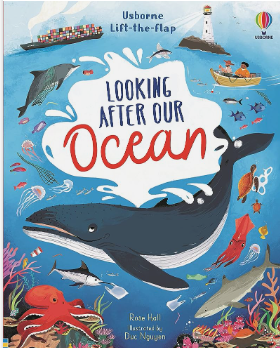 Usborne
Lift-the-flap
USBORNE
LOOKING
AFTER OUR
Ocean
Rose Hall
Illustrated by
Duc Nguyen